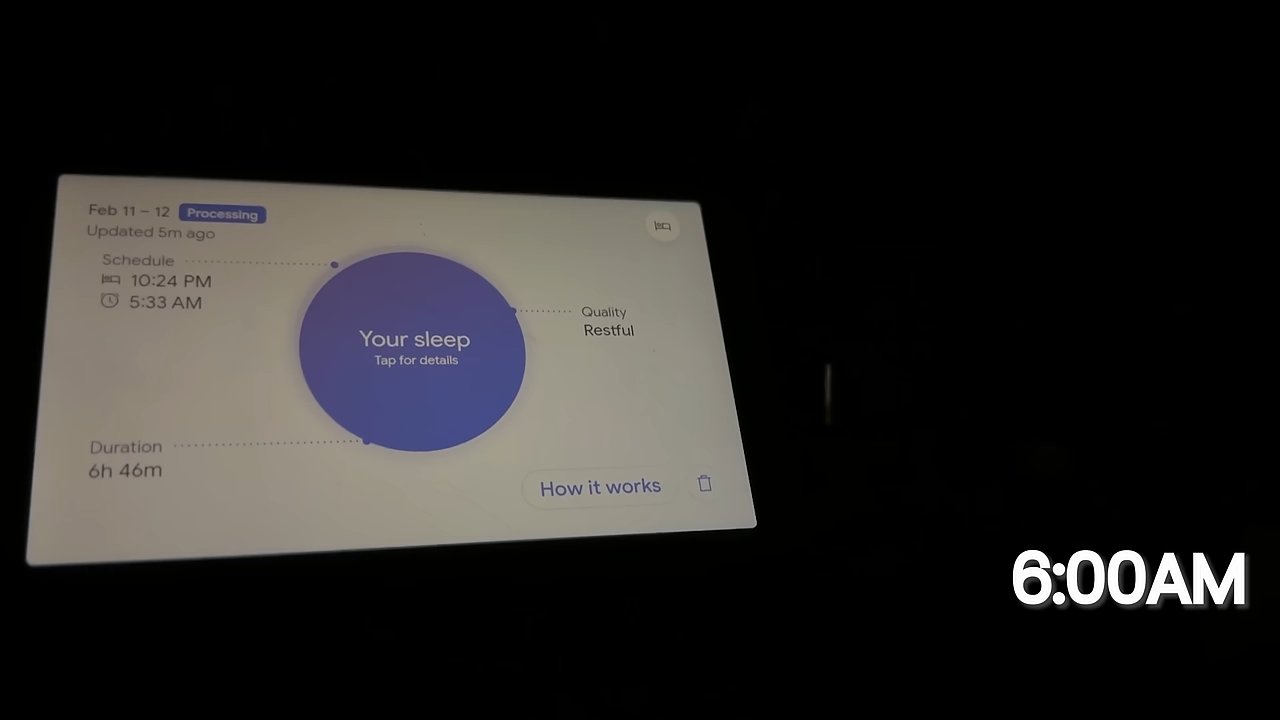 Feb 11 – 12 Processing
Updated 5m ago
Schedule
10:24 PM
5:33 AM
Quality
Restful
Your sleep
Tap for details
Duration
6h 46m
How it works
6:00AM